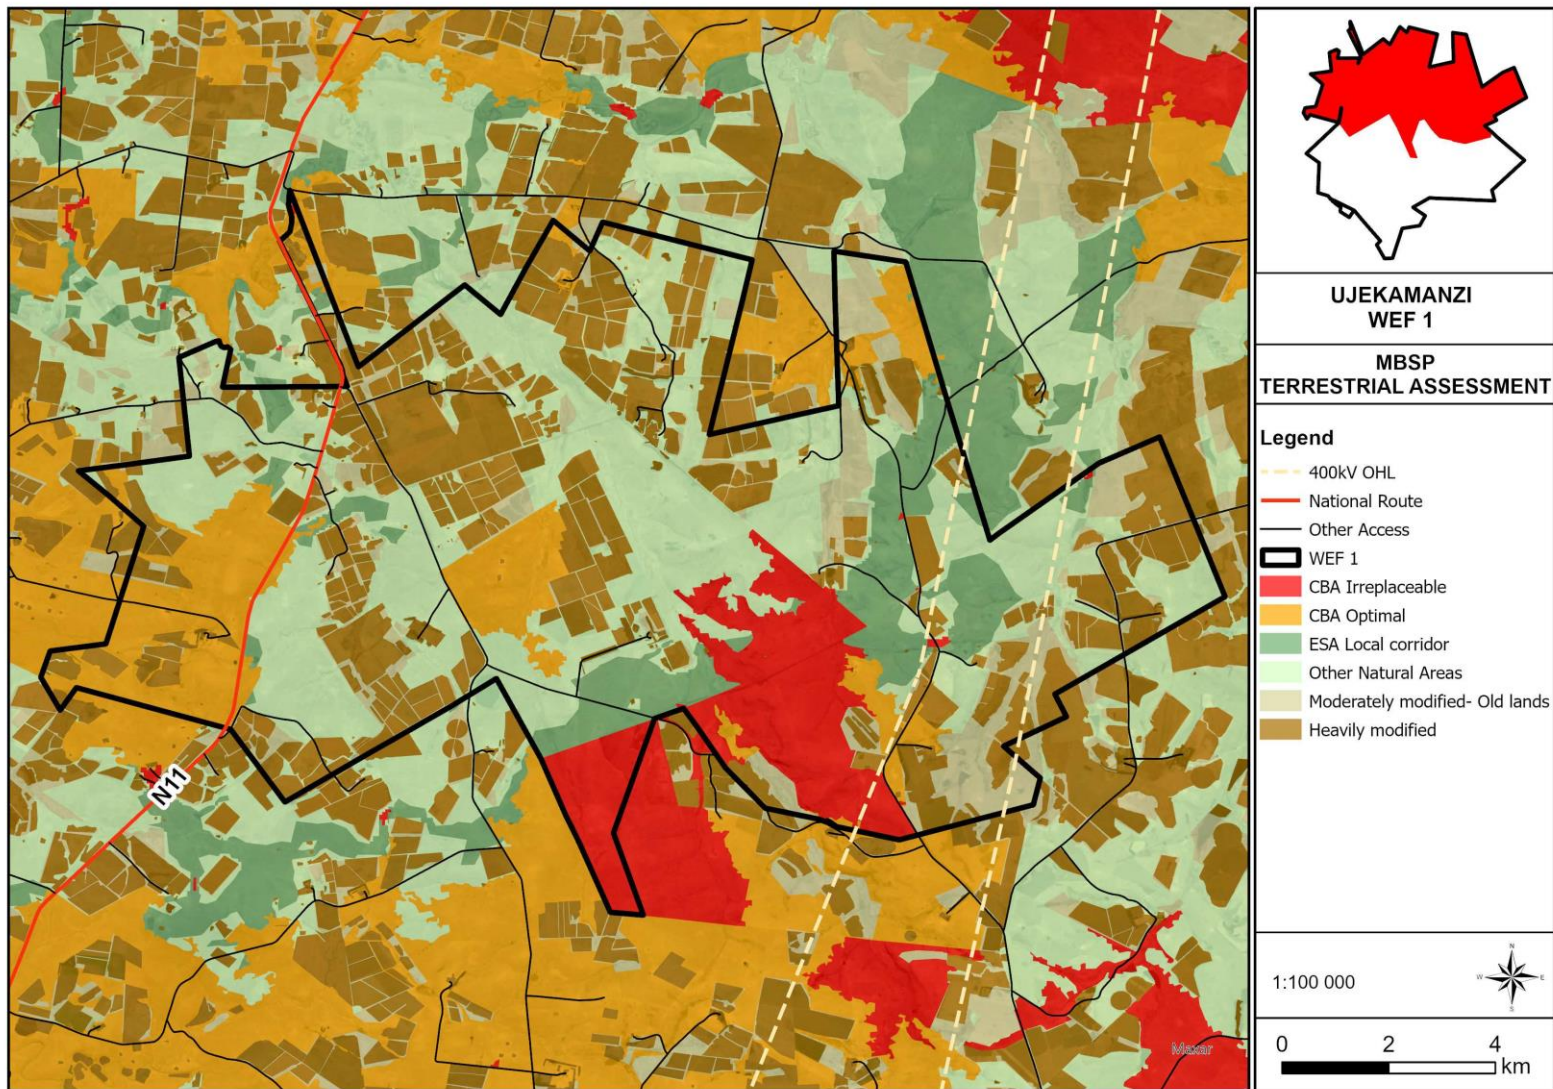 N11
Maxar
UJEKAMANZI
WEF 1
MBSP
TERRESTRIAL ASSESSMENT
Legend
400kV OHL
National Route
Other Access
WEF 1
CBA Irreplaceable
CBA Optimal
ESA Local corridor
Other Natural Areas
Moderately modified- Old lands
Heavily modified
1:100 000
N
W
E
S
0 2 4
km